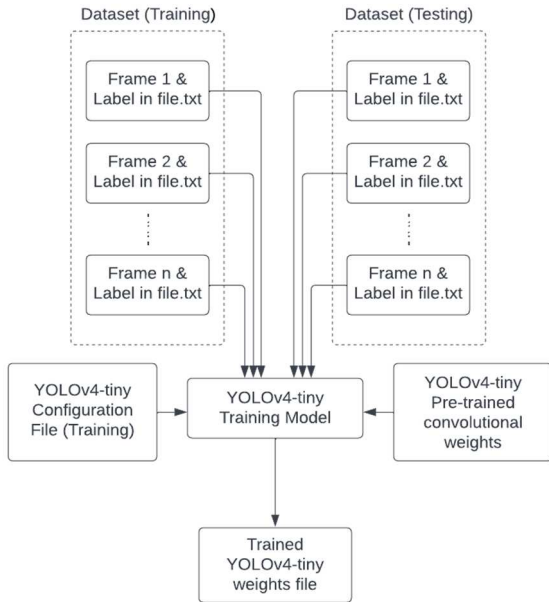 Dataset (Training)
Dataset (Testing)
Frame 1 &
Label in file.txt
Frame 2 &
Label in file.txt
Frame n &
Label in file.txt
Frame 1 &
Label in file.txt
Frame 2 &
Label in file.txt
Frame n &
Label in file.txt
YOLOv4-tiny
Configuration
File (Training)
YOLOv4-tiny
Training Model
YOLOv4-tiny
Pre-trained
convolutional
weights
Trained
YOLOv4-tiny
weights file